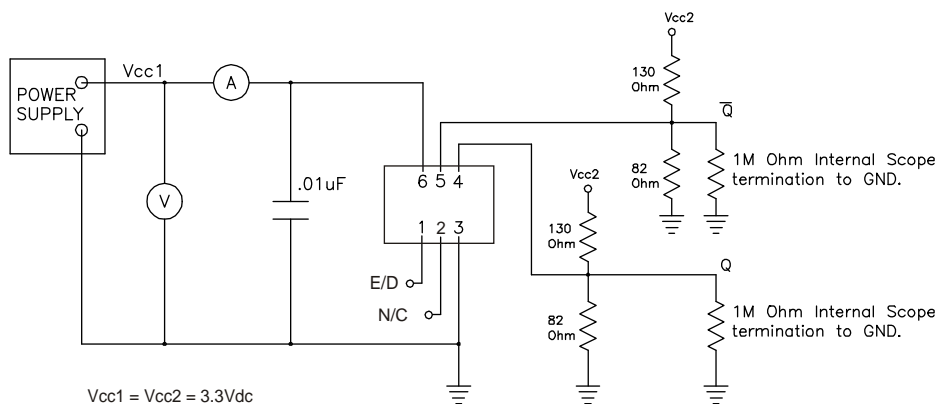 Vcc2
130
Ohm
Q̅
Vcc1
A
POWER
SUPPLY
82
Ohm
1M Ohm Internal Scope
termination to GND.
6 5 4
Vcc2
.01uF
V
1 2 3
130
Ohm
E/D
Q
N/C
82
Ohm
1M Ohm Internal Scope
termination to GND.
Vcc1 = Vcc2 = 3.3Vdc